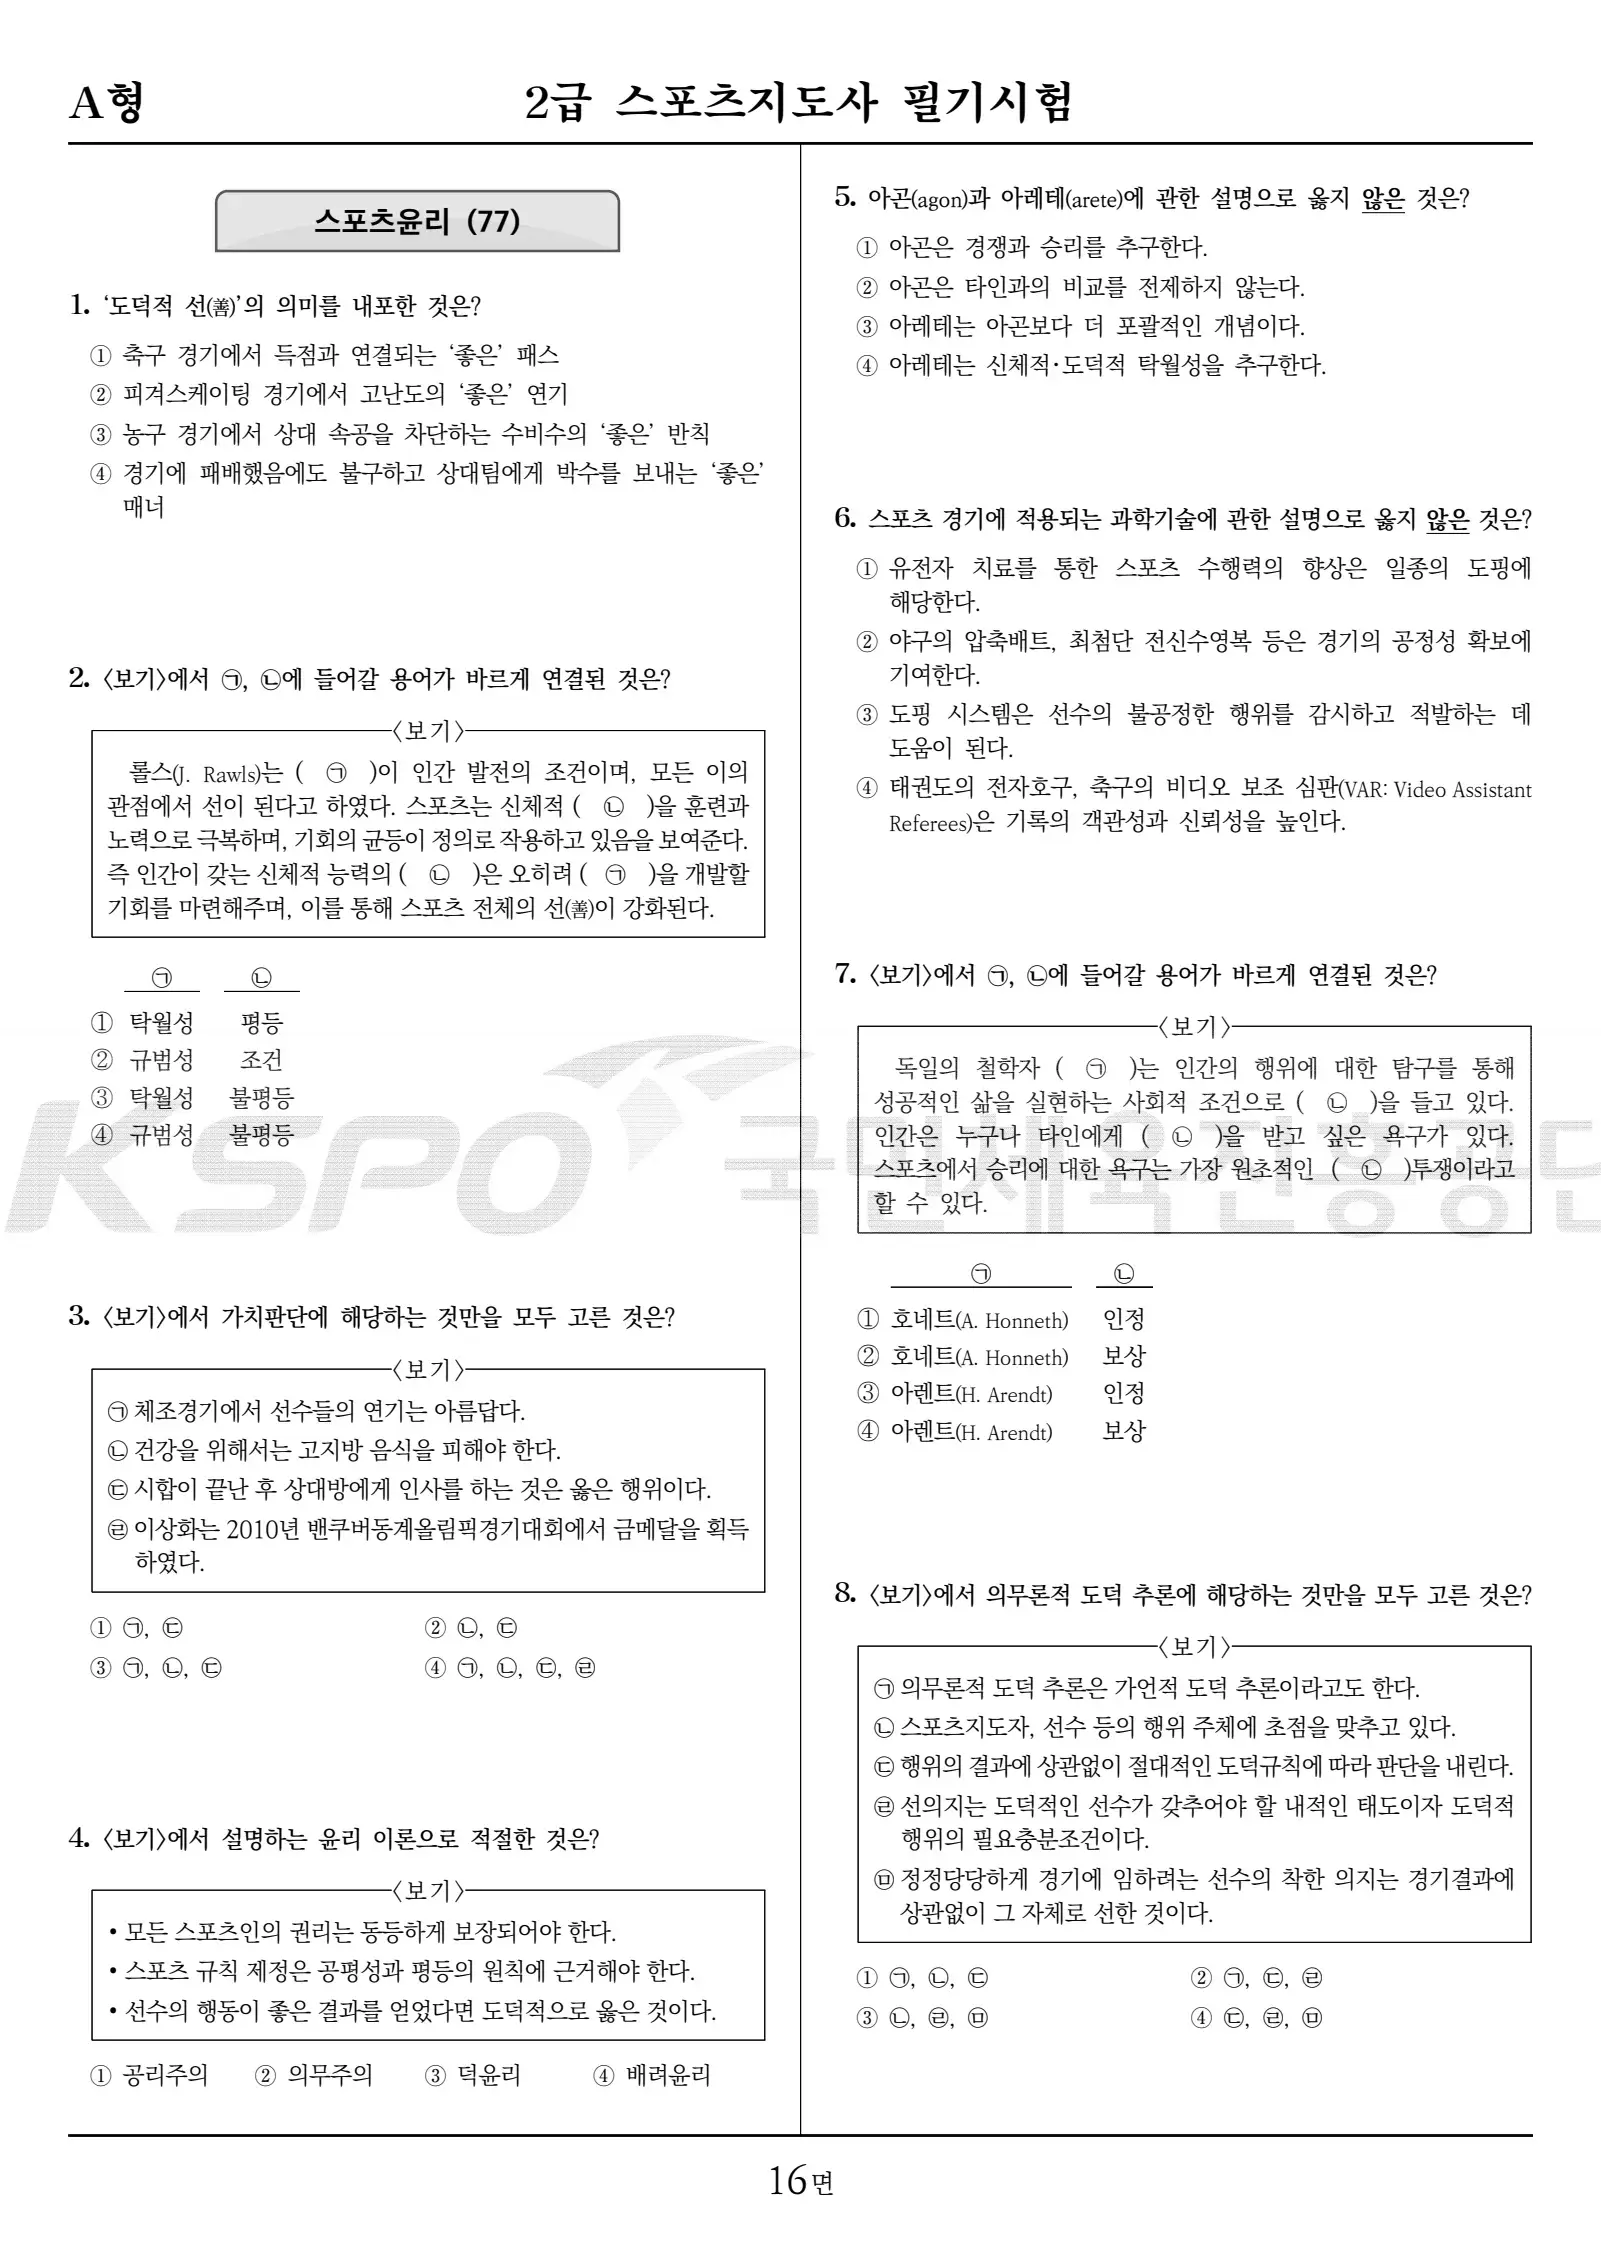 A형
2급 스포츠지도사 필기시험
스포츠윤리 (77)
1. ‘도덕적 선(善)’의 의미를 내포한 것은?
① 축구 경기에서 득점과 연결되는 ‘좋은’ 패스
② 피겨스케이팅 경기에서 고난도의 ‘좋은’ 연기
③ 농구 경기에서 상대 속공을 차단하는 수비수의 ‘좋은’ 반칙
④ 경기에 패배했음에도 불구하고 상대팀에게 박수를 보내는 ‘좋은’
매너
2. 〈보기〉에서 ㉠, ㉡에 들어갈 용어가 바르게 연결된 것은?
〈보기〉
롤스(J. Rawls)는 ( ㉠ )이 인간 발전의 조건이며, 모든 이의
관점에서 선이 된다고 하였다. 스포츠는 신체적 ( ㉡ )을 훈련과
노력으로 극복하며, 기회의 균등이 정의로 작용하고 있음을 보여준다.
즉 인간이 갖는 신체적 능력의 ( ㉡ )은 오히려 ( ㉠ )을 개발할
기회를 마련해주며, 이를 통해 스포츠 전체의 선(善)이 강화된다.
㉠ ㉡
① 탁월성 평등
② 규범성 조건
③ 탁월성 불평등
④ 규범성 불평등
3. 〈보기〉에서 가치판단에 해당하는 것만을 모두 고른 것은?
〈보기〉
㉠ 체조경기에서 선수들의 연기는 아름답다.
㉡ 건강을 위해서는 고지방 음식을 피해야 한다.
㉢ 시합이 끝난 후 상대방에게 인사를 하는 것은 옳은 행위이다.
㉣ 이상화는 2010년 밴쿠버동계올림픽경기대회에서 금메달을 획득
하였다.
① ㉠, ㉢ ② ㉡, ㉢
③ ㉠, ㉡, ㉢ ④ ㉠, ㉡, ㉢, ㉣
4. 〈보기〉에서 설명하는 윤리 이론으로 적절한 것은?
〈보기〉
• 모든 스포츠인의 권리는 동등하게 보장되어야 한다.
• 스포츠 규칙 제정은 공평성과 평등의 원칙에 근거해야 한다.
• 선수의 행동이 좋은 결과를 얻었다면 도덕적으로 옳은 것이다.
① 공리주의 ② 의무주의 ③ 덕윤리 ④ 배려윤리
5. 아곤(agon)과 아레테(arete)에 관한 설명으로 옳지 않은 것은?
① 아곤은 경쟁과 승리를 추구한다.
② 아곤은 타인과의 비교를 전제하지 않는다.
③ 아레테는 아곤보다 더 포괄적인 개념이다.
④ 아레테는 신체적·도덕적 탁월성을 추구한다.
6. 스포츠 경기에 적용되는 과학기술에 관한 설명으로 옳지 않은 것은?
① 유전자 치료를 통한 스포츠 수행력의 향상은 일종의 도핑에
해당한다.
② 야구의 압축배트, 최첨단 전신수영복 등은 경기의 공정성 확보에
기여한다.
③ 도핑 시스템은 선수의 불공정한 행위를 감시하고 적발하는 데
도움이 된다.
④ 태권도의 전자호구, 축구의 비디오 보조 심판(VAR: Video Assistant
Referees)은 기록의 객관성과 신뢰성을 높인다.
7. 〈보기〉에서 ㉠, ㉡에 들어갈 용어가 바르게 연결된 것은?
〈보기〉
독일의 철학자 ( ㉠ )는 인간의 행위에 대한 탐구를 통해
성공적인 삶을 실현하는 사회적 조건으로 ( ㉡ )을 들고 있다.
인간은 누구나 타인에게 ( ㉡ )을 받고 싶은 욕구가 있다.
스포츠에서 승리에 대한 욕구는 가장 원초적인 ( ㉡ )투쟁이라고
할 수 있다.
㉠ ㉡
① 호네트(A. Honneth) 인정
② 호네트(A. Honneth) 보상
③ 아렌트(H. Arendt) 인정
④ 아렌트(H. Arendt) 보상
8. 〈보기〉에서 의무론적 도덕 추론에 해당하는 것만을 모두 고른 것은?
〈보기〉
㉠ 의무론적 도덕 추론은 가언적 도덕 추론이라고도 한다.
㉡ 스포츠지도자, 선수 등의 행위 주체에 초점을 맞추고 있다.
㉢ 행위의 결과에 상관없이 절대적인 도덕규칙에 따라 판단을 내린다.
㉣ 선의지는 도덕적인 선수가 갖추어야 할 내적인 태도이자 도덕적
행위의 필요충분조건이다.
㉤ 정정당당하게 경기에 임하려는 선수의 착한 의지는 경기결과에
상관없이 그 자체로 선한 것이다.
① ㉠, ㉡, ㉢ ② ㉠, ㉢, ㉣
③ ㉡, ㉣, ㉤ ④ ㉢, ㉣, ㉤
KSPO 국민체육진흥공단
16면